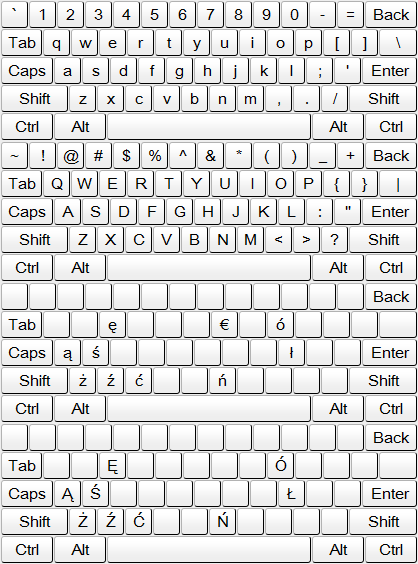 ` 1 2 3 4 5 6 7 8 9 0 - = Back
Tab q w e r t y u i o p [ ] \
Caps a s d f g h j k l ; ' Enter
Shift z x c v b n m , . / Shift
Ctrl Alt Alt Ctrl
~ ! @ # $ % ^ & * ( ) _ + Back
Tab Q W E R T Y U I O P { } |
Caps A S D F G H J K L : " Enter
Shift Z X C V B N M < > ? Shift
Ctrl Alt Alt Ctrl
Back
Tab ę € ó
Caps ą ś ł Enter
Shift ż ź ć ń Shift
Ctrl Alt Alt Ctrl
Back
Tab Ę Ó
Caps Ą Ś Ł Enter
Shift Ż Ź Ć Ń Shift
Ctrl Alt Alt Ctrl